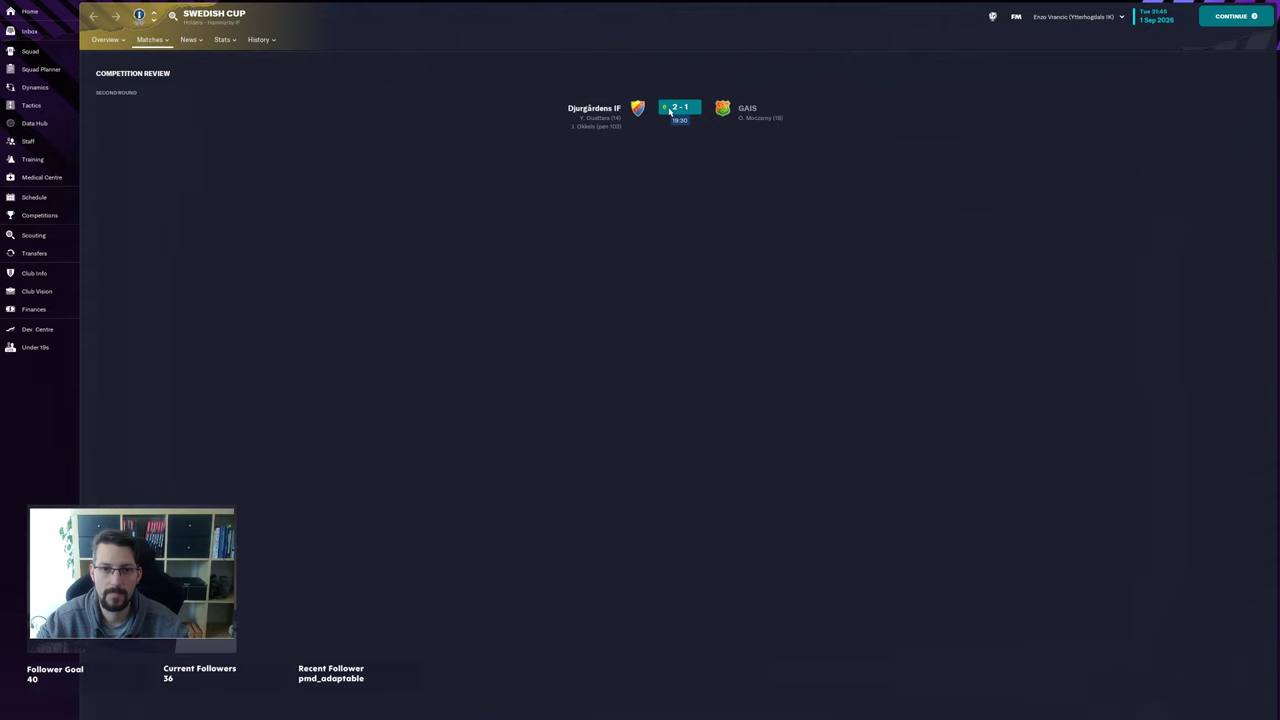 Home
Inbox
Squad
Squad Planner
Dynamics
Tactics
Data Hub
Staff
Training
Medical Centre
Schedule
Competitions
Scouting
Transfers
Club Info
Club Vision
Finances
Dev. Centre
Under 19s
SWEDISH CUP
Holders - Hammarby IF
FM
Enzo Vrancic (Ytterhogdals IK)
Tue 21:45
1 Sep 2026
CONTINUE
Overview
Matches
News
Stats
History
COMPETITION REVIEW
SECOND ROUND
Djurgårdens IF
e 2 - 1
GAIS
Y. Ouattara (14)
19:30
O. Moczarny (18)
J. Okkels (pen 103)
Follower Goal
40
Current Followers
36
Recent Follower
pmd_adaptable